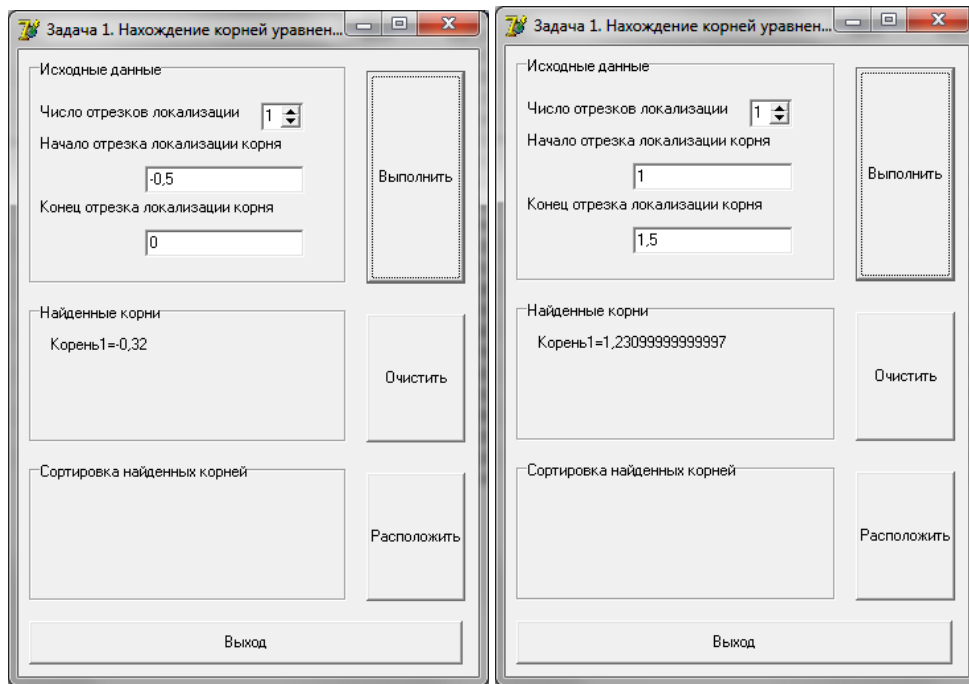 Задача 1. Нахождение корней уравнен...
Исходные данные
Число отрезков локализации 1
Начало отрезка локализации корня
-0,5
Конец отрезка локализации корня
0
Выполнить
Найденные корни
Корень1=-0,32
Очистить
Сортировка найденных корней
Расположить
Выход
Задача 1. Нахождение корней уравнен...
Исходные данные
Число отрезков локализации 1
Начало отрезка локализации корня
1
Конец отрезка локализации корня
1,5
Выполнить
Найденные корни
Корень1=1,23099999999997
Очистить
Сортировка найденных корней
Расположить
Выход